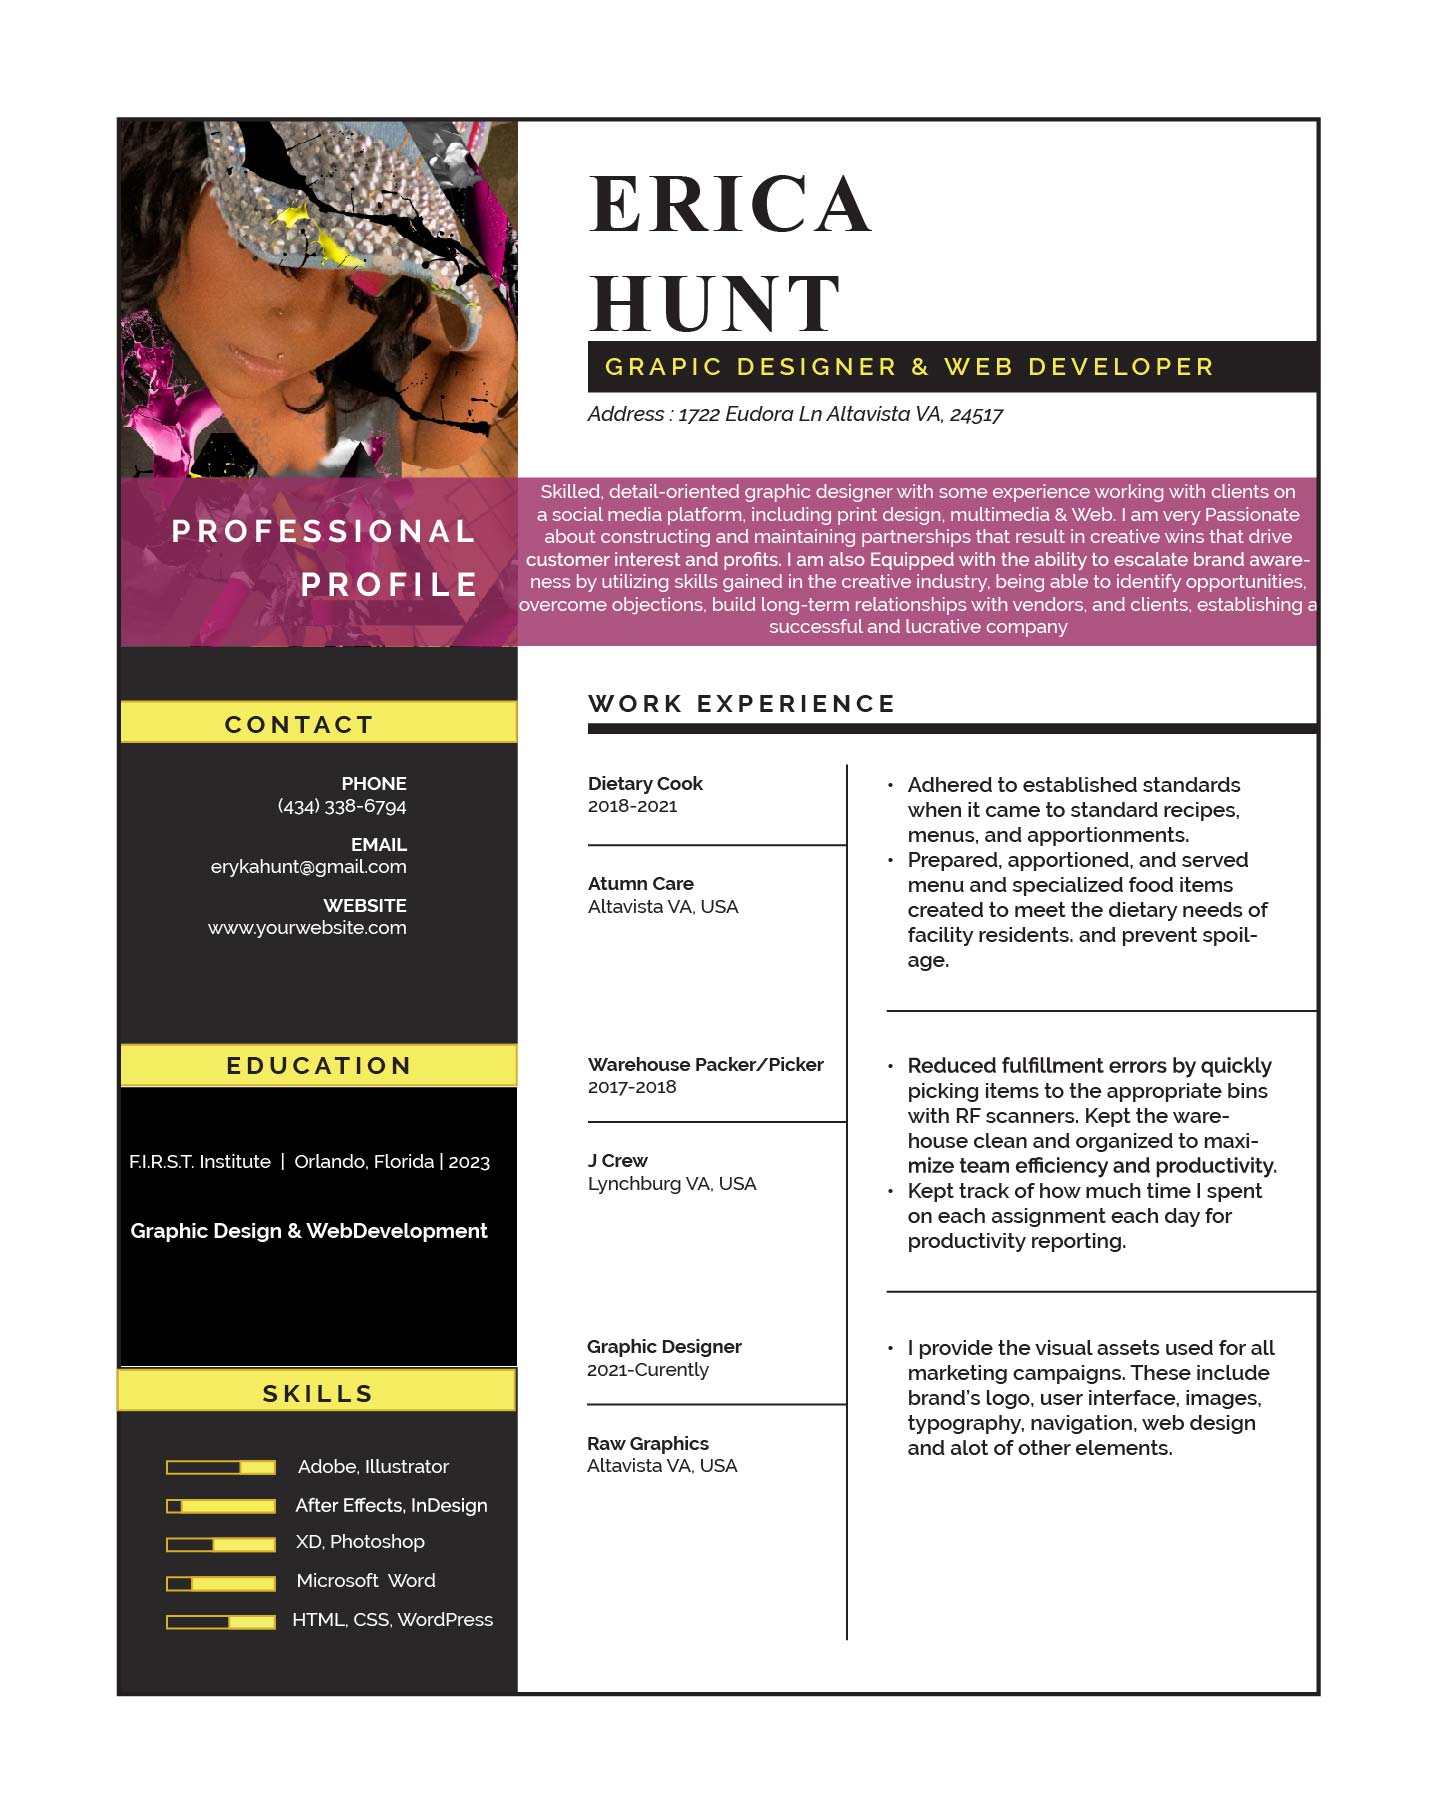 ERICA
HUNT
GRAPIC DESIGNER & WEB DEVELOPER
Address : 1722 Eudora Ln Altavista VA, 24517
PROFESSIONAL
PROFILE
Skilled, detail-oriented graphic designer with some experience working with clients on
a social media platform, including print design, multimedia & Web. I am very Passionate
about constructing and maintaining partnerships that result in creative wins that drive
customer interest and profits. I am also Equipped with the ability to escalate brand aware-
ness by utilizing skills gained in the creative industry, being able to identify opportunities,
overcome objections, build long-term relationships with vendors, and clients, establishing a
successful and lucrative company
CONTACT
PHONE
(434) 338-6794
EMAIL
erykahunt@gmail.com
WEBSITE
www.yourwebsite.com
EDUCATION
F.I.R.S.T. Institute | Orlando, Florida | 2023
Graphic Design & WebDevelopment
SKILLS
Adobe, Illustrator
After Effects, InDesign
XD, Photoshop
Microsoft Word
HTML, CSS, WordPress
WORK EXPERIENCE
Dietary Cook
2018-2021
Atumn Care
Altavista VA, USA
• Adhered to established standards
when it came to standard recipes,
menus, and apportionments.
• Prepared, apportioned, and served
menu and specialized food items
created to meet the dietary needs of
facility residents. and prevent spoil-
age.
Warehouse Packer/Picker
2017-2018
J Crew
Lynchburg VA, USA
• Reduced fulfillment errors by quickly
picking items to the appropriate bins
with RF scanners. Kept the ware-
house clean and organized to maxi-
mize team efficiency and productivity.
• Kept track of how much time I spent
on each assignment each day for
productivity reporting.
Graphic Designer
2021-Curently
Raw Graphics
Altavista VA, USA
• I provide the visual assets used for all
marketing campaigns. These include
brand's logo, user interface, images,
typography, navigation, web design
and alot of other elements.